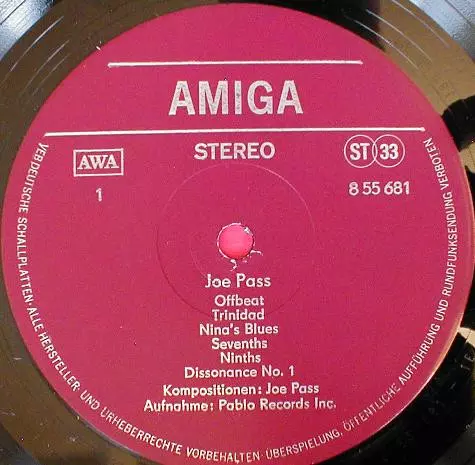 AMIGA
AWA
STEREO
ST 33
1
8 55 681
Joe Pass
Offbeat
Trinidad
Nina's Blues
Sevenths
Ninths
Dissonance No. 1
Kompositionen: Joe Pass
Aufnahme: Pablo Records Inc.
VEB DEUTSCHE SCHALLPLATTEN · ALLE HERSTELLER- UND URHEBERRECHTE VORBEHALTEN · ÜBERSPIELUNG, ÖFFENTLICHE AUFFÜHRUNG UND RUNDFUNKSENDUNG VERBOTEN